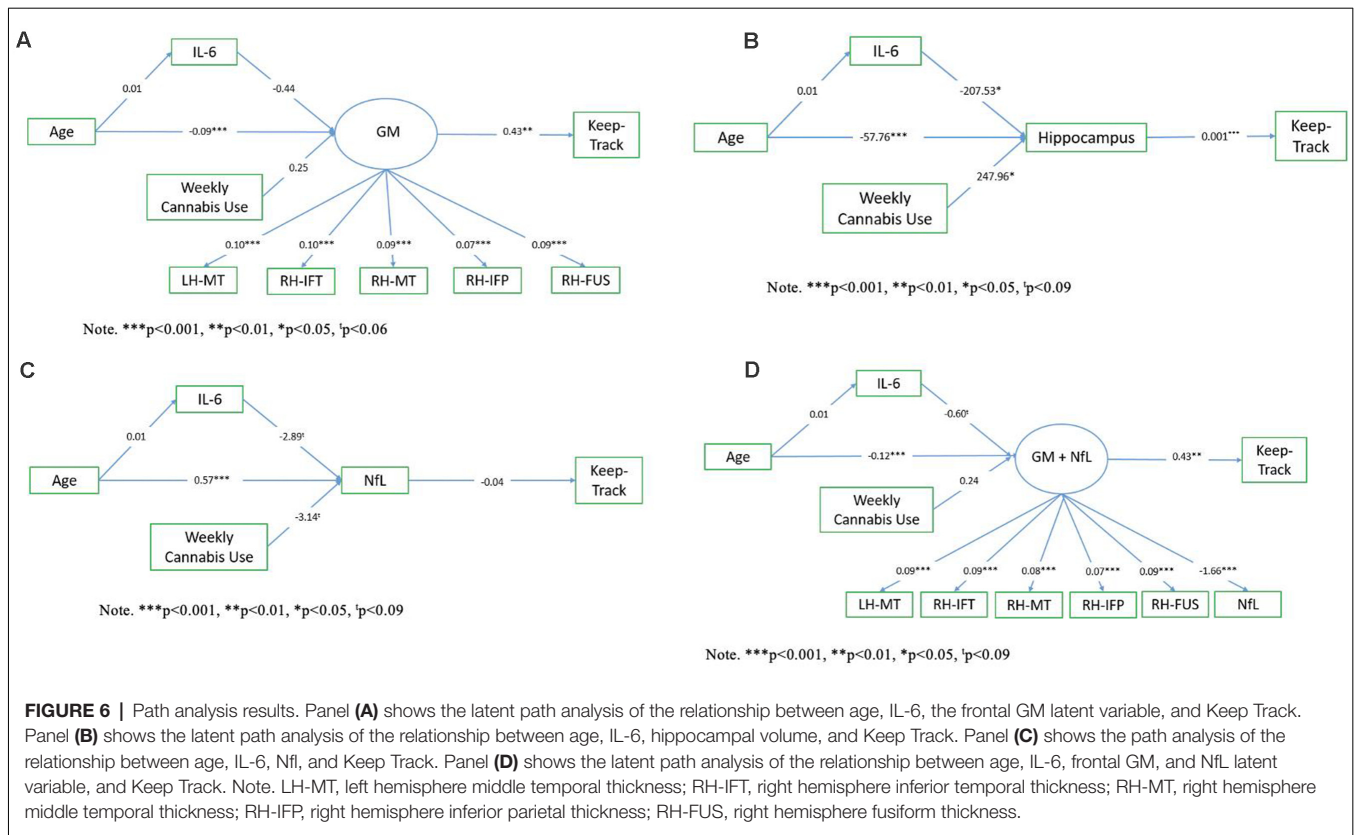 A
IL-6
0.01
-0.44
Age
-0.09***
GM
0.43**
Keep-
Track
0.25
Weekly
Cannabis Use
0.10***
0.10***
0.09***
0.07***
0.09***
LH-MT
RH-IFT
RH-MT
RH-IFP
RH-FUS
Note. ***p<0.001, **p<0.01, *p<0.05, ᵗp<0.06
B
IL-6
0.01
-207.53*
Age
-57.76***
Hippocampus
0.001***
Keep-
Track
247.96*
Weekly
Cannabis Use
Note. ***p<0.001, **p<0.01, *p<0.05, ᵗp<0.09
C
IL-6
0.01
-2.89ᵗ
Age
0.57***
NfL
-0.04
Keep-
Track
-3.14ᵗ
Weekly
Cannabis Use
Note. ***p<0.001, **p<0.01, *p<0.05, ᵗp<0.09
D
IL-6
0.01
-0.60ᵗ
Age
-0.12***
GM + NfL
0.43**
Keep-
Track
0.24
Weekly
Cannabis Use
0.09***
0.09***
0.08***
0.07***
0.09***
-1.66***
LH-MT
RH-IFT
RH-MT
RH-IFP
RH-FUS
NfL
Note. ***p<0.001, **p<0.01, *p<0.05, ᵗp<0.09
FIGURE 6 | Path analysis results. Panel (A) shows the latent path analysis of the relationship between age, IL-6, the frontal GM latent variable, and Keep Track.
Panel (B) shows the latent path analysis of the relationship between age, IL-6, hippocampal volume, and Keep Track. Panel (C) shows the path analysis of the
relationship between age, IL-6, Nfl, and Keep Track. Panel (D) shows the latent path analysis of the relationship between age, IL-6, frontal GM, and NfL latent
variable, and Keep Track. Note. LH-MT, left hemisphere middle temporal thickness; RH-IFT, right hemisphere inferior temporal thickness; RH-MT, right hemisphere
middle temporal thickness; RH-IFP, right hemisphere inferior parietal thickness; RH-FUS, right hemisphere fusiform thickness.